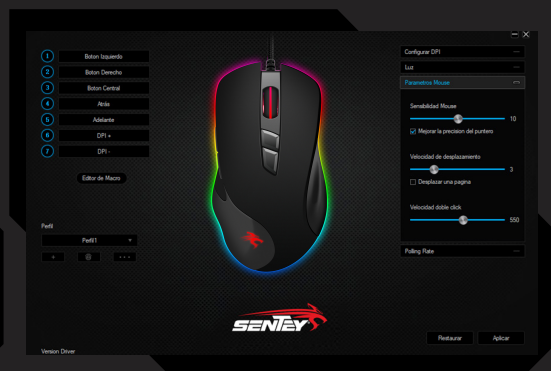 1 Boton Izquierdo
2 Boton Derecho
3 Boton Central
4 Atrás
5 Adelante
6 DPI +
7 DPI -
Editor de Macro
Perfil
Perfil1
+
...
SENTEY
Version Driver
Configurar DPI
Luz
Parametros Mouse
Sensibilidad Mouse
10
Mejorar la precision del puntero
Velocidad de desplazamiento
3
Desplazar una pagina
Velocidad doble click
550
Polling Rate
Restaurar Aplicar